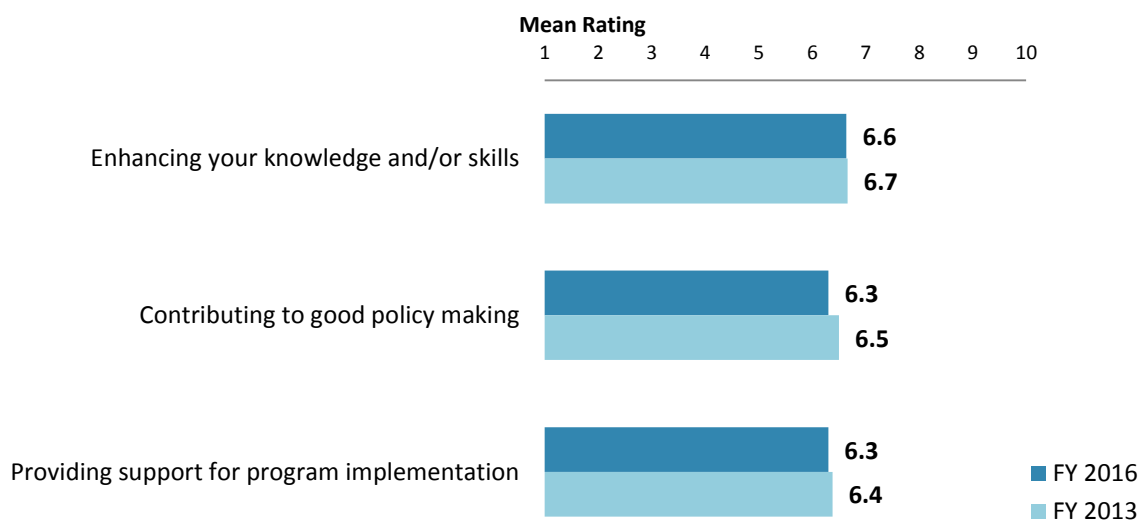 Mean Rating
1 2 3 4 5 6 7 8 9 10
Enhancing your knowledge and/or skills
6.6
6.7
Contributing to good policy making
6.3
6.5
Providing support for program implementation
6.3
6.4
FY 2016
FY 2013